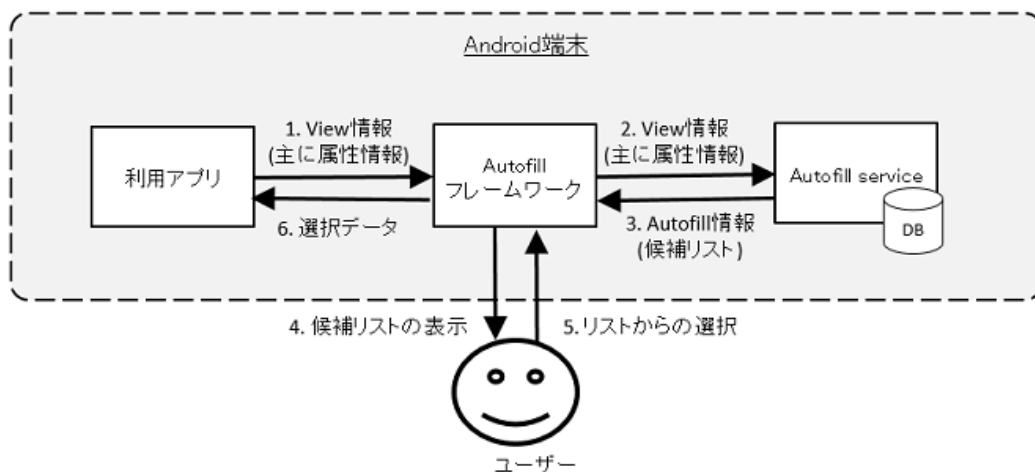 Android端末
1. View情報
(主に属性情報)
2. View情報
(主に属性情報)
利用アプリ
Autofill
フレームワーク
Autofill service
DB
6. 選択データ
3. Autofill情報
(候補リスト)
4. 候補リストの表示
5.リストからの選択
ユーザー